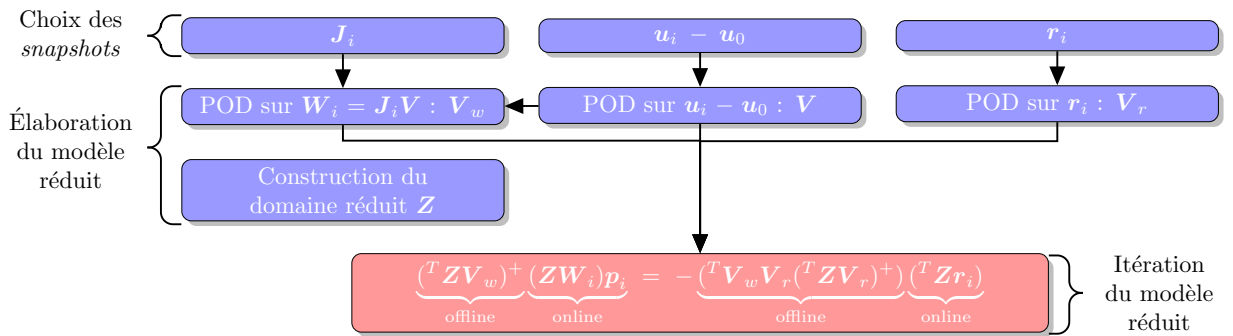 Choix des
snapshots
J_i
u_i − u_0
r_i
Élaboration
du modèle
réduit
POD sur W_i = J_i V : V_w
POD sur u_i − u_0 : V
POD sur r_i : V_r
Construction du
domaine réduit Z
(^T Z V_w)^+ (Z W_i) p_i = −(^T V_w V_r (^T Z V_r)^+) (^T Z r_i)
offline online offline online
Itération
du modèle
réduit